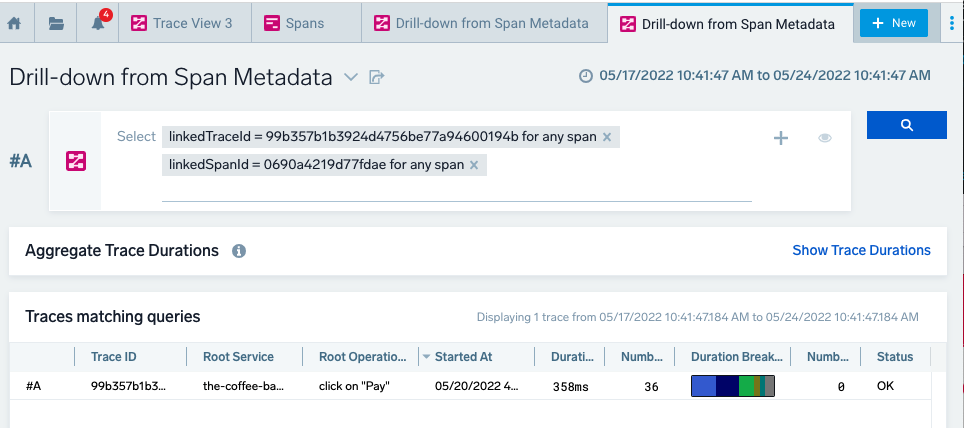 4
Trace View 3
Spans
Drill-down from Span Metadata
Drill-down from Span Metadata
+ New
Drill-down from Span Metadata
05/17/2022 10:41:47 AM to 05/24/2022 10:41:47 AM
#A
Select linkedTraceId = 99b357b1b3924d4756be77a94600194b for any span ×
linkedSpanId = 0690a4219d77fdae for any span ×
Aggregate Trace Durations
Show Trace Durations
Traces matching queries
Displaying 1 trace from 05/17/2022 10:41:47.184 AM to 05/24/2022 10:41:47.184 AM
Trace ID Root Service Root Operatio... Started At Durati... Numb... Duration Break... Numb... Status
#A 99b357b1b3... the-coffee-ba... click on "Pay" 05/20/2022 4... 358ms 36 0 OK